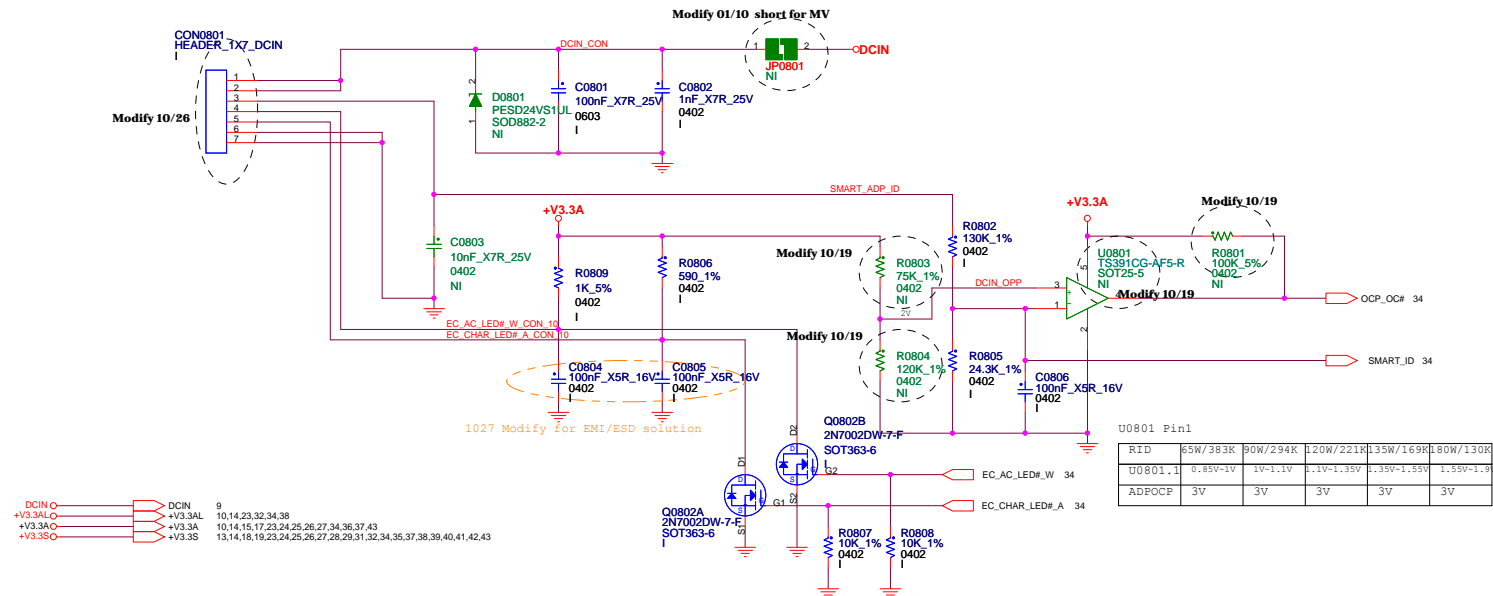 Modify 01/10 short for MV
CON0801
HEADER_1X7_DCIN
I
1
2
3
4
5
6
7
Modify 10/26
DCIN_CON
1
2
DCIN
JP0801
NI
2
1
D0801
PESD24VS1UL
SOD882-2
NI
C0801
100nF_X7R_25V
0603
I
C0802
1nF_X7R_25V
0402
I
SMART_ADP_ID
+V3.3A
C0803
10nF_X7R_25V
0402
NI
R0809
1K_5%
0402
I
R0806
590_1%
0402
I
Modify 10/19
R0803
75K_1%
0402
NI
2V
R0802
130K_1%
0402
I
DCIN_OPP
+V3.3A
Modify 10/19
U0801
TS391CG-AF5-R
SOT25-5
NI
5
3
1
2
+
-
Modify 10/19
R0801
100K_5%
0402
NI
OCP_OC# 34
EC_AC_LED#_W_CON_10
EC_CHAR_LED#_A_CON_10
Modify 10/19
R0804
120K_1%
0402
NI
R0805
24.3K_1%
0402
I
SMART_ID 34
C0804
100nF_X5R_16V
0402
I
C0805
100nF_X5R_16V
0402
I
C0806
100nF_X5R_16V
0402
I
1027 Modify for EMI/ESD solution
Q0802B
2N7002DW-7-F
SOT363-6
I
D2
D
S
G
G2
S2
EC_AC_LED#_W 34
D1
D
S
G
G1
S1
EC_CHAR_LED#_A 34
Q0802A
2N7002DW-7-F
SOT363-6
I
R0807
10K_1%
0402
I
R0808
10K_1%
0402
I
U0801 Pin1
RID 65W/383K 90W/294K 120W/221K 135W/169K 180W/130K
U0801.1 0.85V-1V 1V-1.1V 1.1V-1.35V 1.35V-1.55V
ADPOCP 3V 3V 3V 3V 3V
DCIN DCIN 9
+V3.3AL +V3.3AL 10,14,23,32,34,38
+V3.3A +V3.3A 10,14,15,17,23,24,25,26,27,34,36,37,43
+V3.3S +V3.3S 13,14,18,19,23,24,25,26,27,28,29,31,32,34,35,37,38,39,40,41,42,43